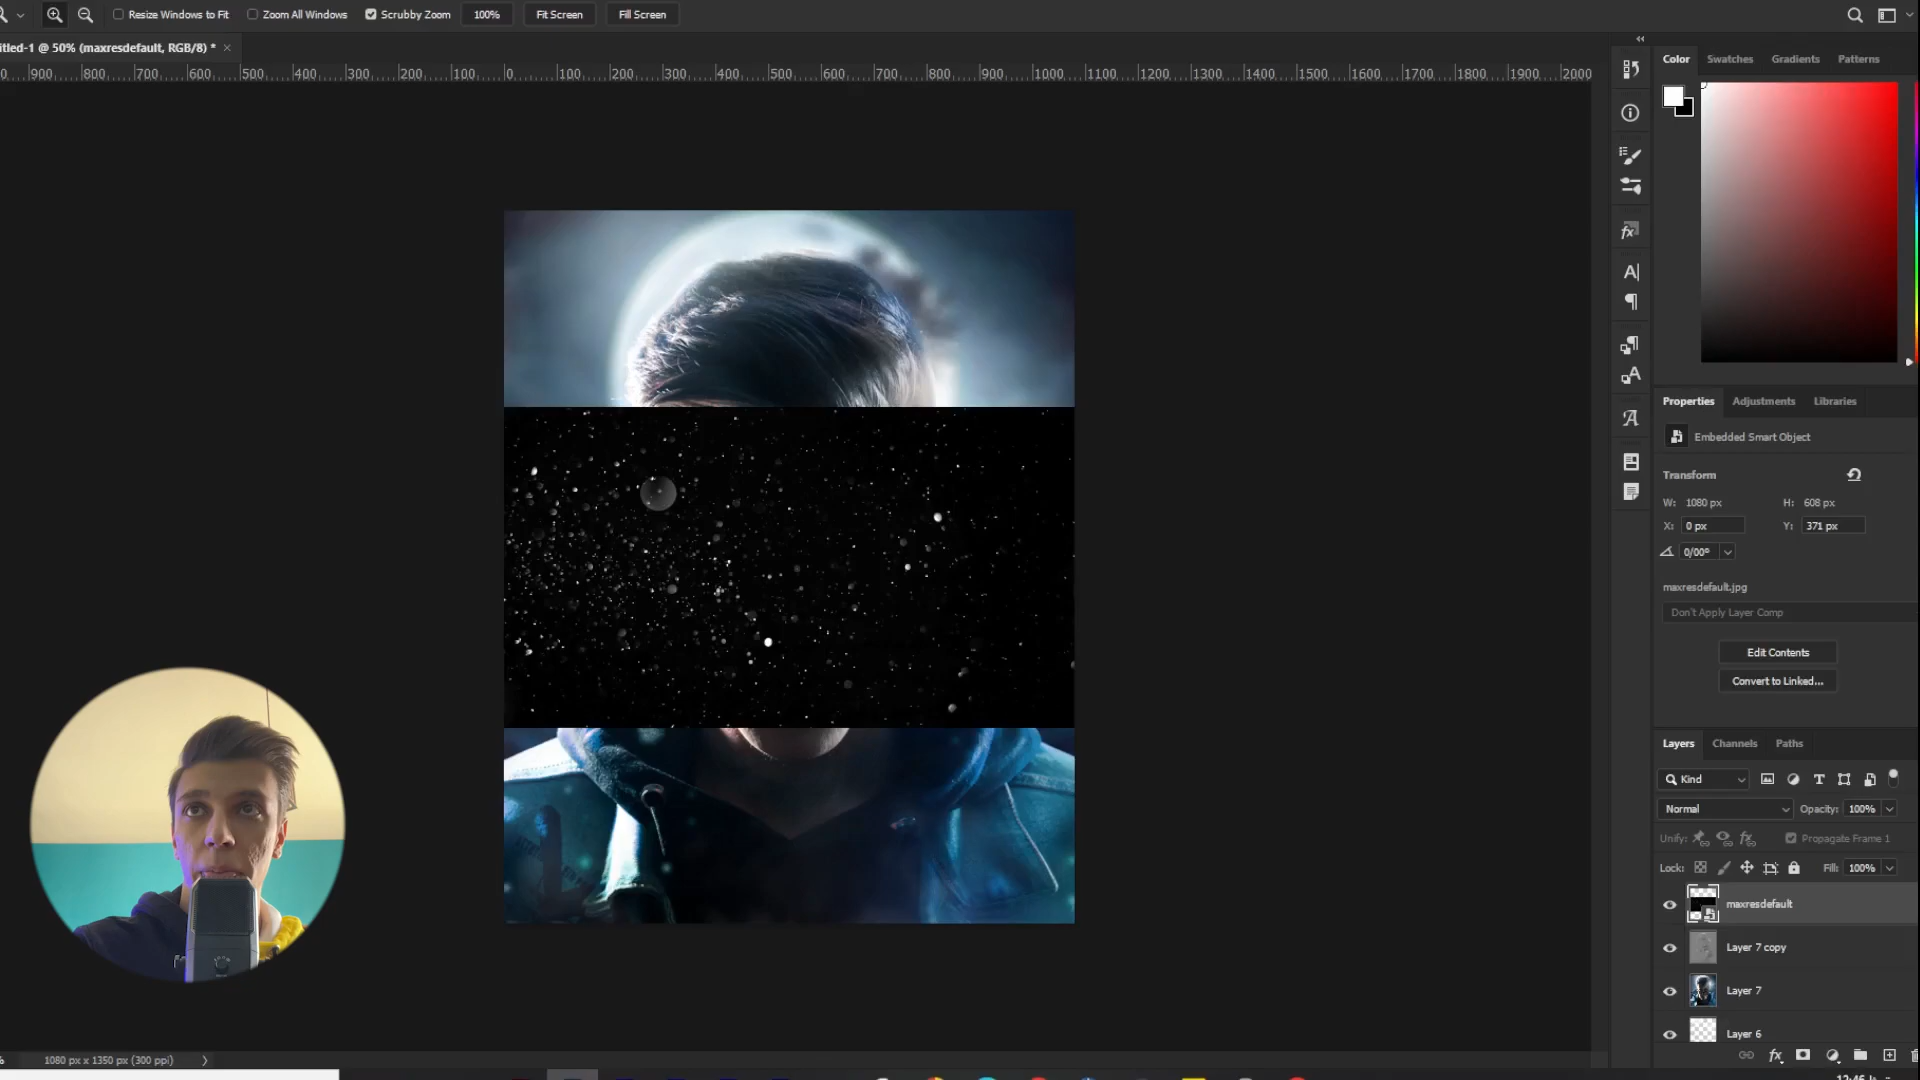 Resize Windows to Fit
Zoom All Windows
Scrubby Zoom
100%
Fit Screen
Fill Screen
itled-1 @ 50% (maxresdefault, RGB/8) *
0 900 800 700 600 500 400 300 200 100 0 100 200 300 400 500 600 700 800 900 1000 1100 1200 1300 1400 1500 1600 1700 1800 1900 2000
Color
Swatches
Gradients
Patterns
Properties
Adjustments
Libraries
Embedded Smart Object
Transform
W: 1080 px
H: 608 px
X: 0 px
Y: 371 px
0/00°
maxresdefault.jpg
Don't Apply Layer Comp
Edit Contents
Convert to Linked...
Layers
Channels
Paths
Kind
Normal
Opacity: 100%
Unify:
Propagate Frame 1
Lock:
Fill: 100%
maxresdefault
Layer 7 copy
Layer 7
Layer 6
1080 px x 1350 px (300 ppi)